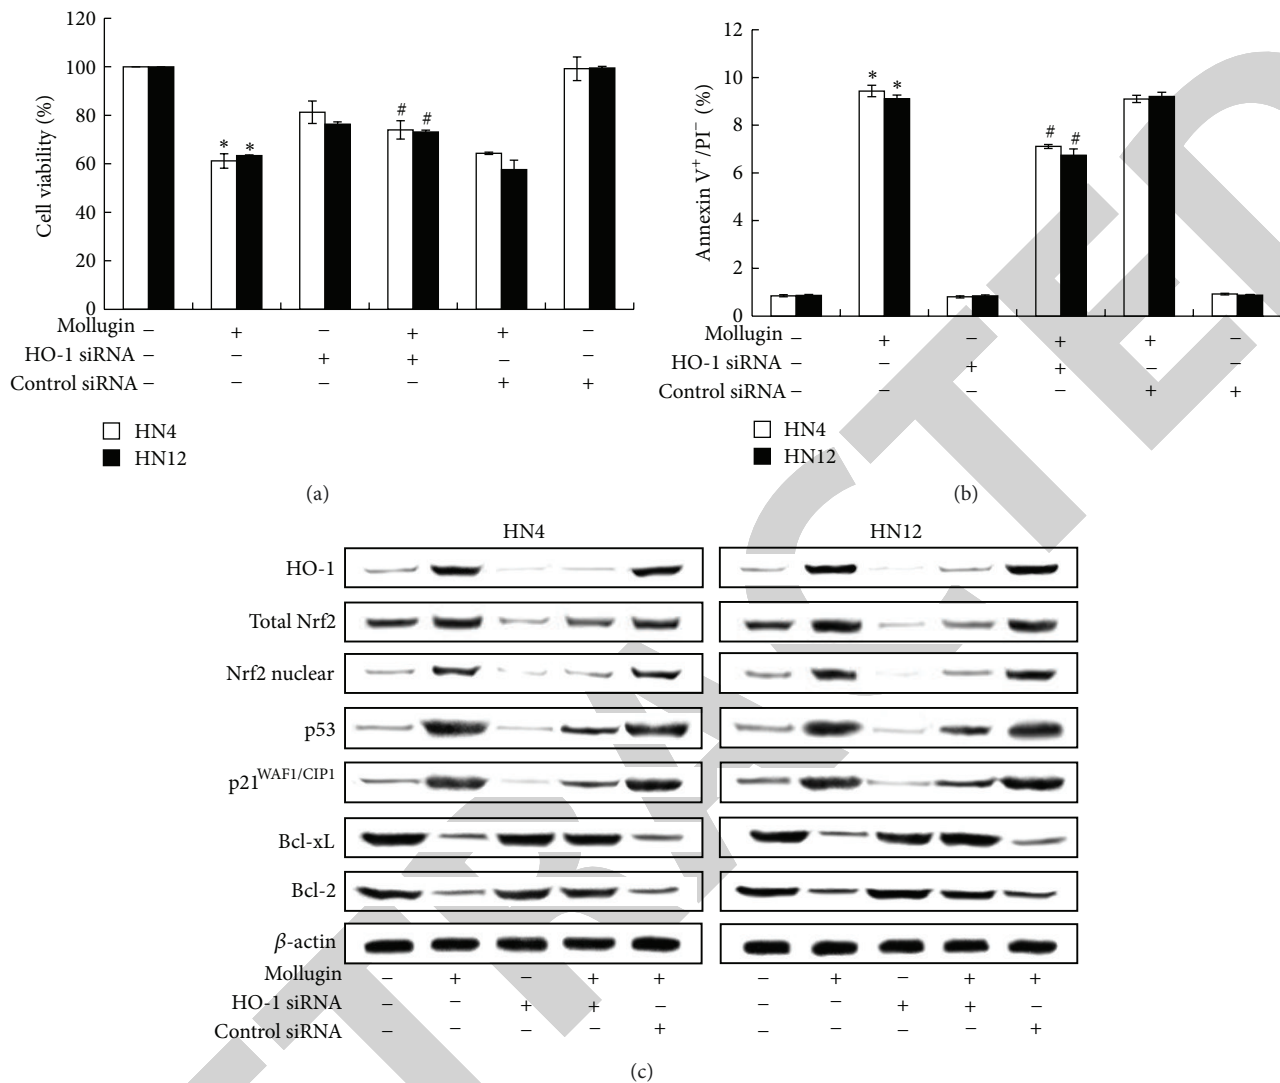 120
100
80
60
40
20
0
Cell viability (%)
* *
# #
Mollugin – + – + + –
HO-1 siRNA – – + + – –
Control siRNA – – – – + +
HN4
HN12
(a)
12
10
8
6
4
2
0
Annexin V⁺/PI⁻ (%)
* *
# #
Mollugin – + – + + –
HO-1 siRNA – – + + – –
Control siRNA – – – – + +
HN4
HN12
(b)
HN4 HN12
HO-1
Total Nrf2
Nrf2 nuclear
p53
p21WAF1/CIP1
Bcl-xL
Bcl-2
β-actin
Mollugin – + – + + – + – + +
HO-1 siRNA – – + + – – – + + –
Control siRNA – – – – + – – – – +
(c)